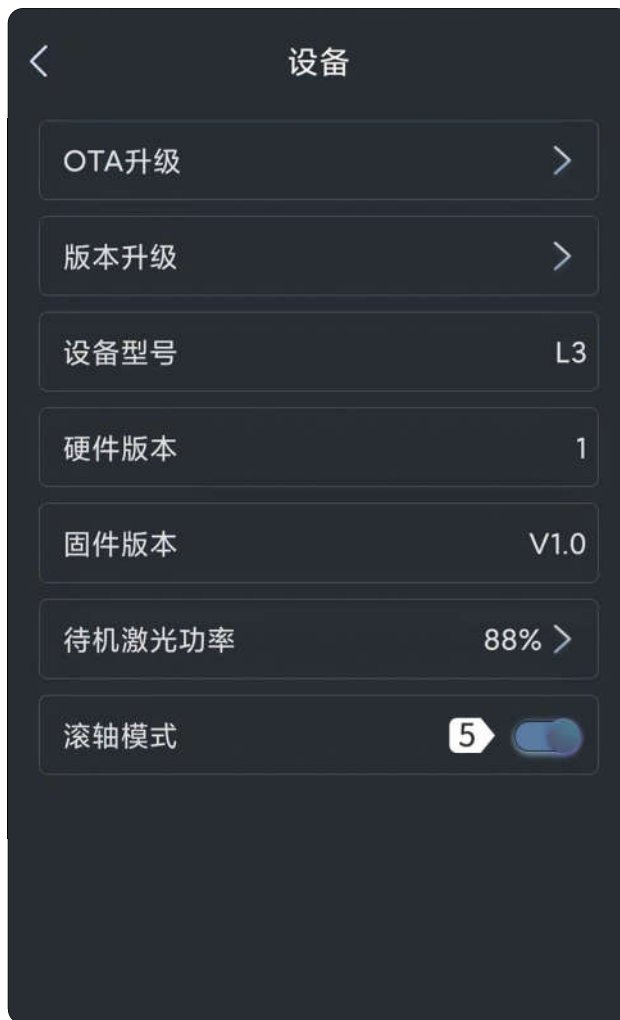 设备
OTA升级
版本升级
设备型号 L3
硬件版本 1
固件版本 V1.0
待机激光功率 88%
滚轴模式 5